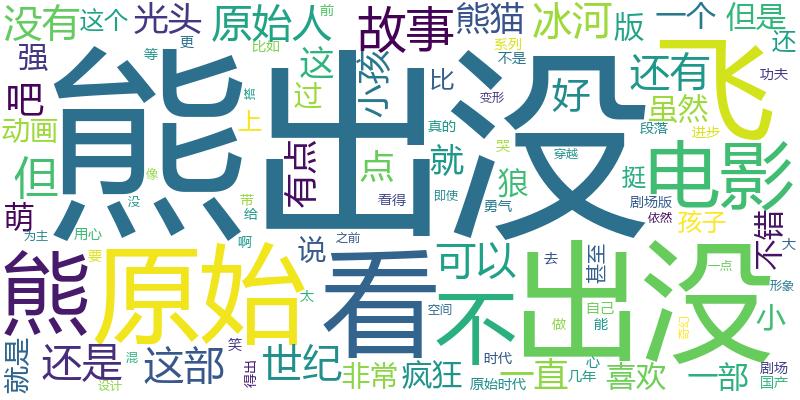 没有
这个
光头
原始人
前
故事
熊猫
冰河
版
一个
但是
强
等
更
比如
这
小孩
系列
不是
还
吧
熊出没
过
比
变形
好
还有
飞
功夫
动画
上
真的
虽然
段落
进步
但
像
有点
点
就
哭
穿越
狼
挺
电影
萌
没
带
给
看得
即使
勇气
剧场版
依然
孩子
不错
为主
用心
要
啊
说
之前
可以
去
甚至
大
一点
形象
熊
原始
太
看
不
出没
空间
做
自己
能
小
就是
还是
混
这部
笑
世纪
时代
心
剧场
设计
得出
非常
疯狂
原始时代
一直
几年
喜欢
一部
国产